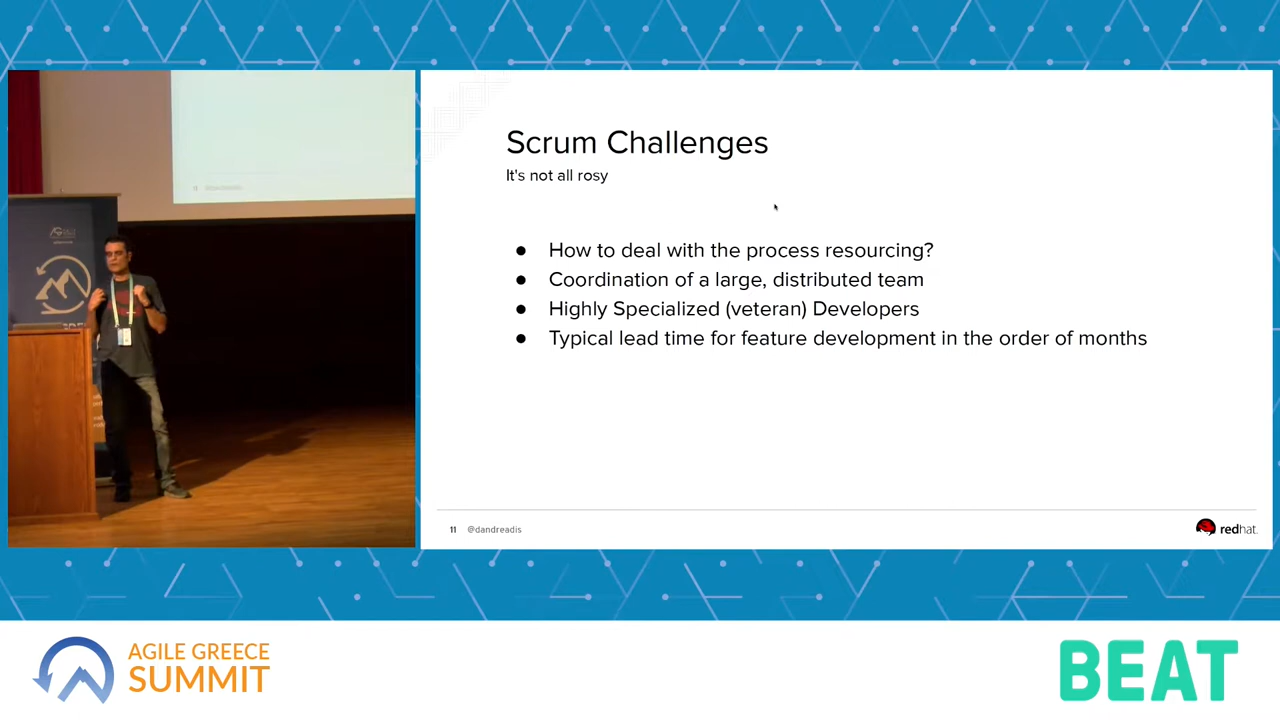 Scrum Challenges
It's not all rosy
● How to deal with the process resourcing?
● Coordination of a large, distributed team
● Highly Specialized (veteran) Developers
● Typical lead time for feature development in the order of months
11 @dandreadis
redhat.
AGILE GREECE
SUMMIT
BEAT